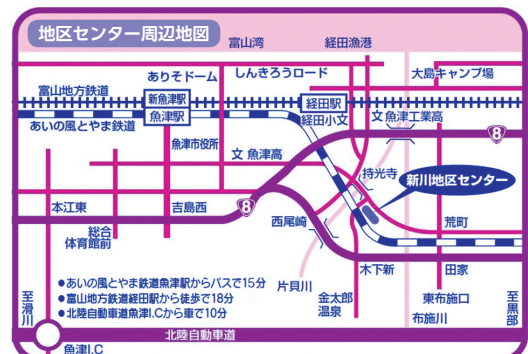 地区センター周辺地図
富山湾
経田漁港
ありそドーム
しんきろうロード
大島キャンプ場
富山地方鉄道
新魚津駅
経田駅
魚津駅
経田小文
文 魚津工業高
あいの風とやま鉄道
8
魚津市役所
文 魚津高
持光寺
新川地区センター
本江東
吉島西
8
西尾崎
荒町
総合
体育館前
木下新
田家
●あいの風とやま鉄道魚津駅からバスで15分
●富山地方鉄道経田駅から徒歩で18分
●北陸自動車道魚津I.Cから車で10分
片貝川
金太郎
温泉
東布施口
布施川
至滑川
至黒部
北陸自動車道
魚津I.C